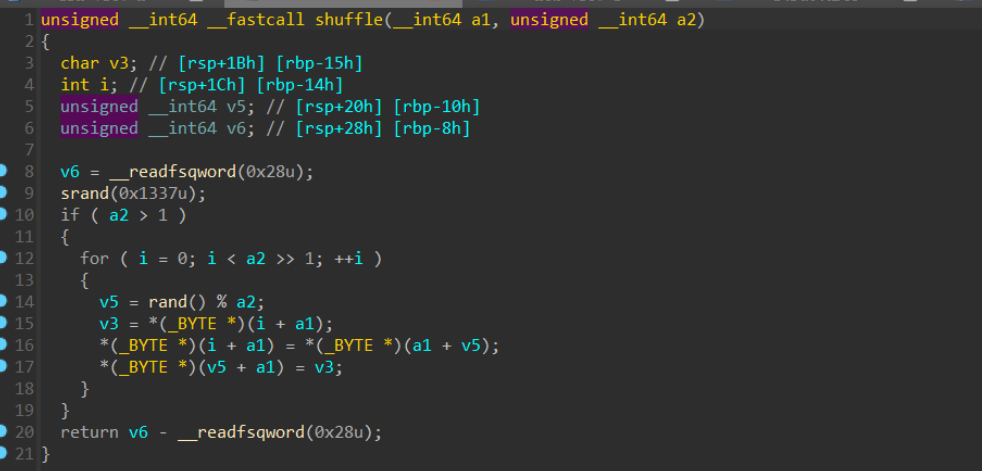 1 unsigned __int64 __fastcall shuffle(__int64 a1, unsigned __int64 a2)
2 {
3 char v3; // [rsp+1Bh] [rbp-15h]
4 int i; // [rsp+1Ch] [rbp-14h]
5 unsigned __int64 v5; // [rsp+20h] [rbp-10h]
6 unsigned __int64 v6; // [rsp+28h] [rbp-8h]
7
8 v6 = __readfsqword(0x28u);
9 srand(0x1337u);
10 if ( a2 > 1 )
11 {
12 for ( i = 0; i < a2 >> 1; ++i )
13 {
14 v5 = rand() % a2;
15 v3 = *(_BYTE *)(i + a1);
16 *(_BYTE *)(i + a1) = *(_BYTE *)(a1 + v5);
17 *(_BYTE *)(v5 + a1) = v3;
18 }
19 }
20 return v6 - __readfsqword(0x28u);
21 }